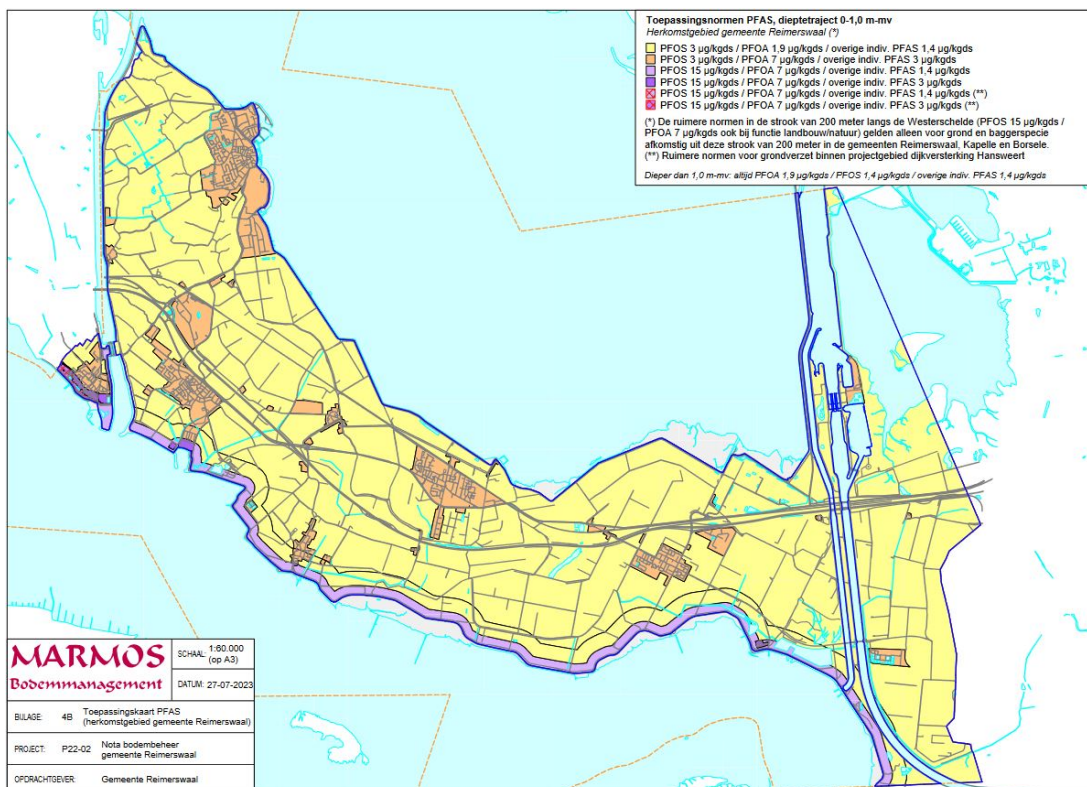 Toepassingsnormen PFAS, dieptetraject 0-1,0 m-mv
Herkomstgebied gemeente Reimerswaal (*)
PFOS 3 µg/kgds / PFOA 1,9 µg/kgds / overige indiv. PFAS 1,4 µg/kgds
PFOS 3 µg/kgds / PFOA 7 µg/kgds / overige indiv. PFAS 3 µg/kgds
PFOS 15 µg/kgds / PFOA 7 µg/kgds / overige indiv. PFAS 1,4 µg/kgds
PFOS 15 µg/kgds / PFOA 7 µg/kgds / overige indiv. PFAS 3 µg/kgds
PFOS 15 µg/kgds / PFOA 7 µg/kgds / overige indiv. PFAS 1,4 µg/kgds (**)
PFOS 15 µg/kgds / PFOA 7 µg/kgds / overige indiv. PFAS 3 µg/kgds (**)
(*) De ruimere normen in de strook van 200 meter langs de Westerschelde (PFOS 15 µg/kgds /
PFOA 7 µg/kgds ook bij functie landbouw/natuur) gelden alleen voor grond en baggerspecie
afkomstig uit deze strook van 200 meter in de gemeenten Reimerswaal, Kapelle en Borsele.
(**) Ruimere normen voor grondverzet binnen projectgebied dijkversterking Hansweert
Dieper dan 1,0 m-mv: altijd PFOA 1,9 µg/kgds / PFOS 1,4 µg/kgds / overige indiv. PFAS 1,4 µg/kgds
MARMOS
Bodemmanagement
SCHAAL: 1:60.000
(op A3)
DATUM: 27-07-2023
BIJLAGE: 4B Toepassingskaart PFAS
(herkomstgebied gemeente Reimerswaal)
PROJECT: P22-02 Nota bodembeheer
gemeente Reimerswaal
OPDRACHTGEVER: Gemeente Reimerswaal